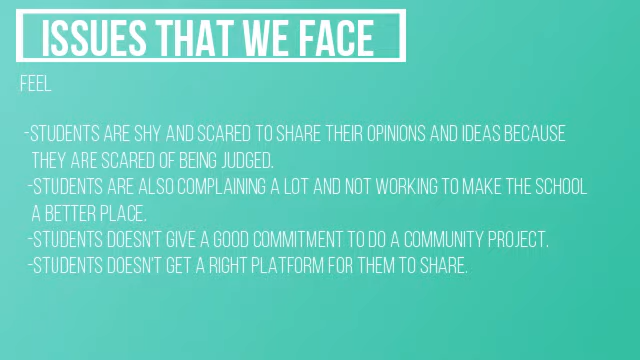 ISSUES THAT WE FACE
FEEL
-STUDENTS ARE SHY AND SCARED TO SHARE THEIR OPINIONS AND IDEAS BECAUSE
THEY ARE SCARED OF BEING JUDGED.
-STUDENTS ARE ALSO COMPLAINING A LOT AND NOT WORKING TO MAKE THE SCHOOL
A BETTER PLACE.
-STUDENTS DOESN'T GIVE A GOOD COMMITMENT TO DO A COMMUNITY PROJECT.
-STUDENTS DOESN'T GET A RIGHT PLATFORM FOR THEM TO SHARE.